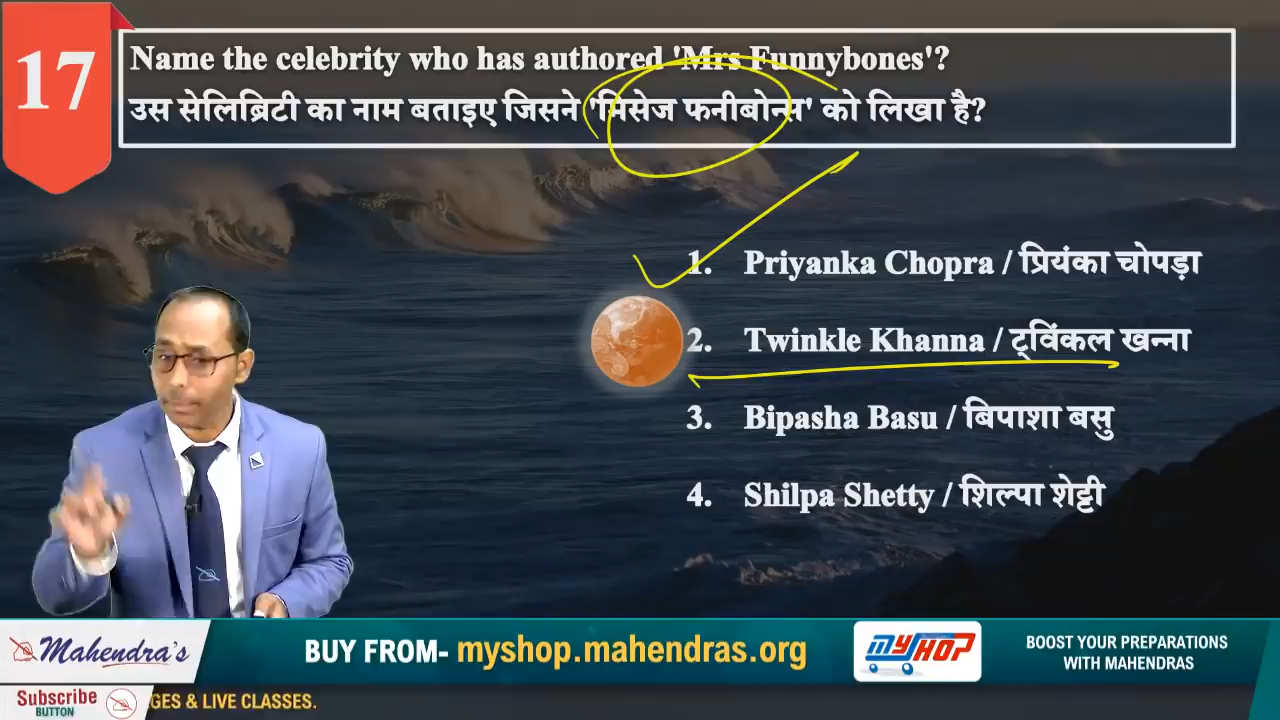 17
Name the celebrity who has authored 'Mrs Funnybones'?
उस सेलिब्रिटी का नाम बताइए जिसने 'मिसेज फनीबोन्स' को लिखा है?
1. Priyanka Chopra / प्रियंका चोपड़ा
2. Twinkle Khanna / ट्विंकल खन्ना
3. Bipasha Basu / बिपाशा बसु
4. Shilpa Shetty / शिल्पा शेट्टी
Mahendra's
BUY FROM- myshop.mahendras.org
MYSHOP
BOOST YOUR PREPARATIONS
WITH MAHENDRAS
Subscribe
BUTTON
GES & LIVE CLASSES.